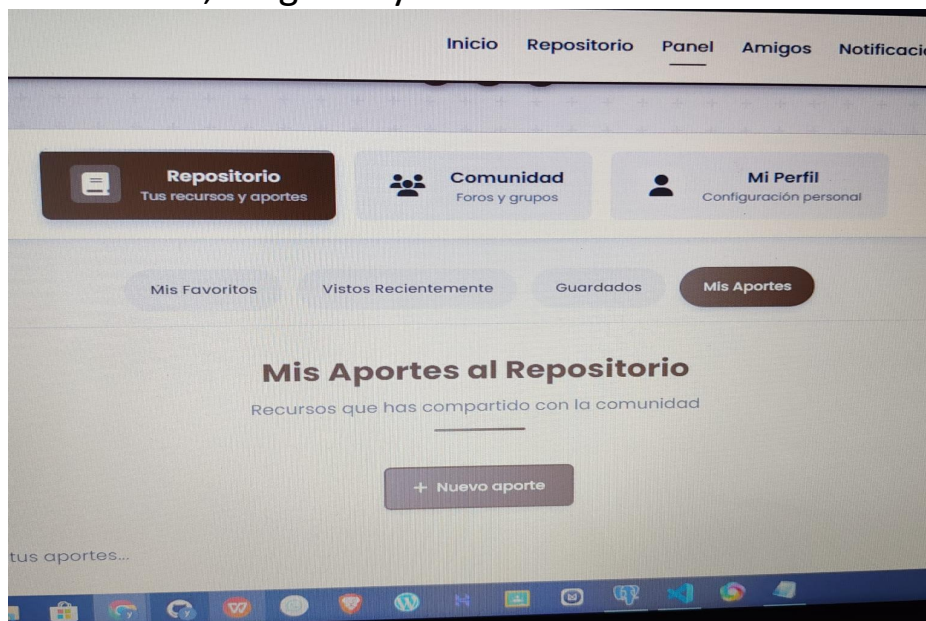 Inicio Repositorio Panel Amigos
Repositorio
Tus recursos y aportes
Comunidad
Foros y grupos
Mi Perfil
Configuración personal
Mis Favoritos Vistos Recientemente Guardados Mis Aportes
Mis Aportes al Repositorio
Recursos que has compartido con la comunidad
+ Nuevo aporte
tus aportes...